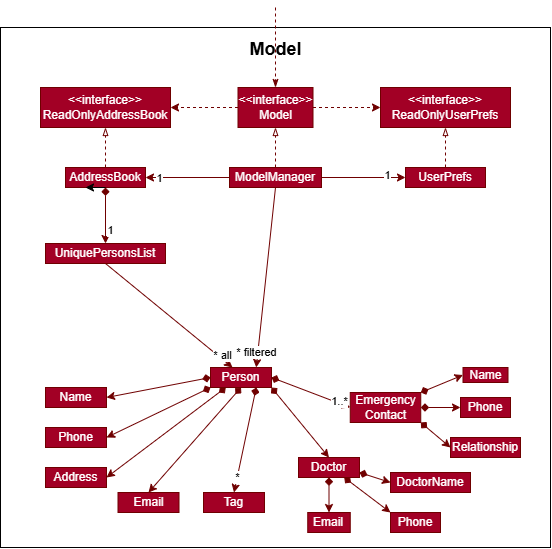 Model
<<interface>>
ReadOnlyAddressBook
<<interface>>
Model
<<interface>>
ReadOnlyUserPrefs
AddressBook
1
ModelManager
1
UserPrefs
1
UniquePersonsList
* all
* filtered
Person
Name
Phone
Address
Email
*
Tag
1..*
Emergency
Contact
Name
Phone
Relationship
Doctor
DoctorName
Email
Phone